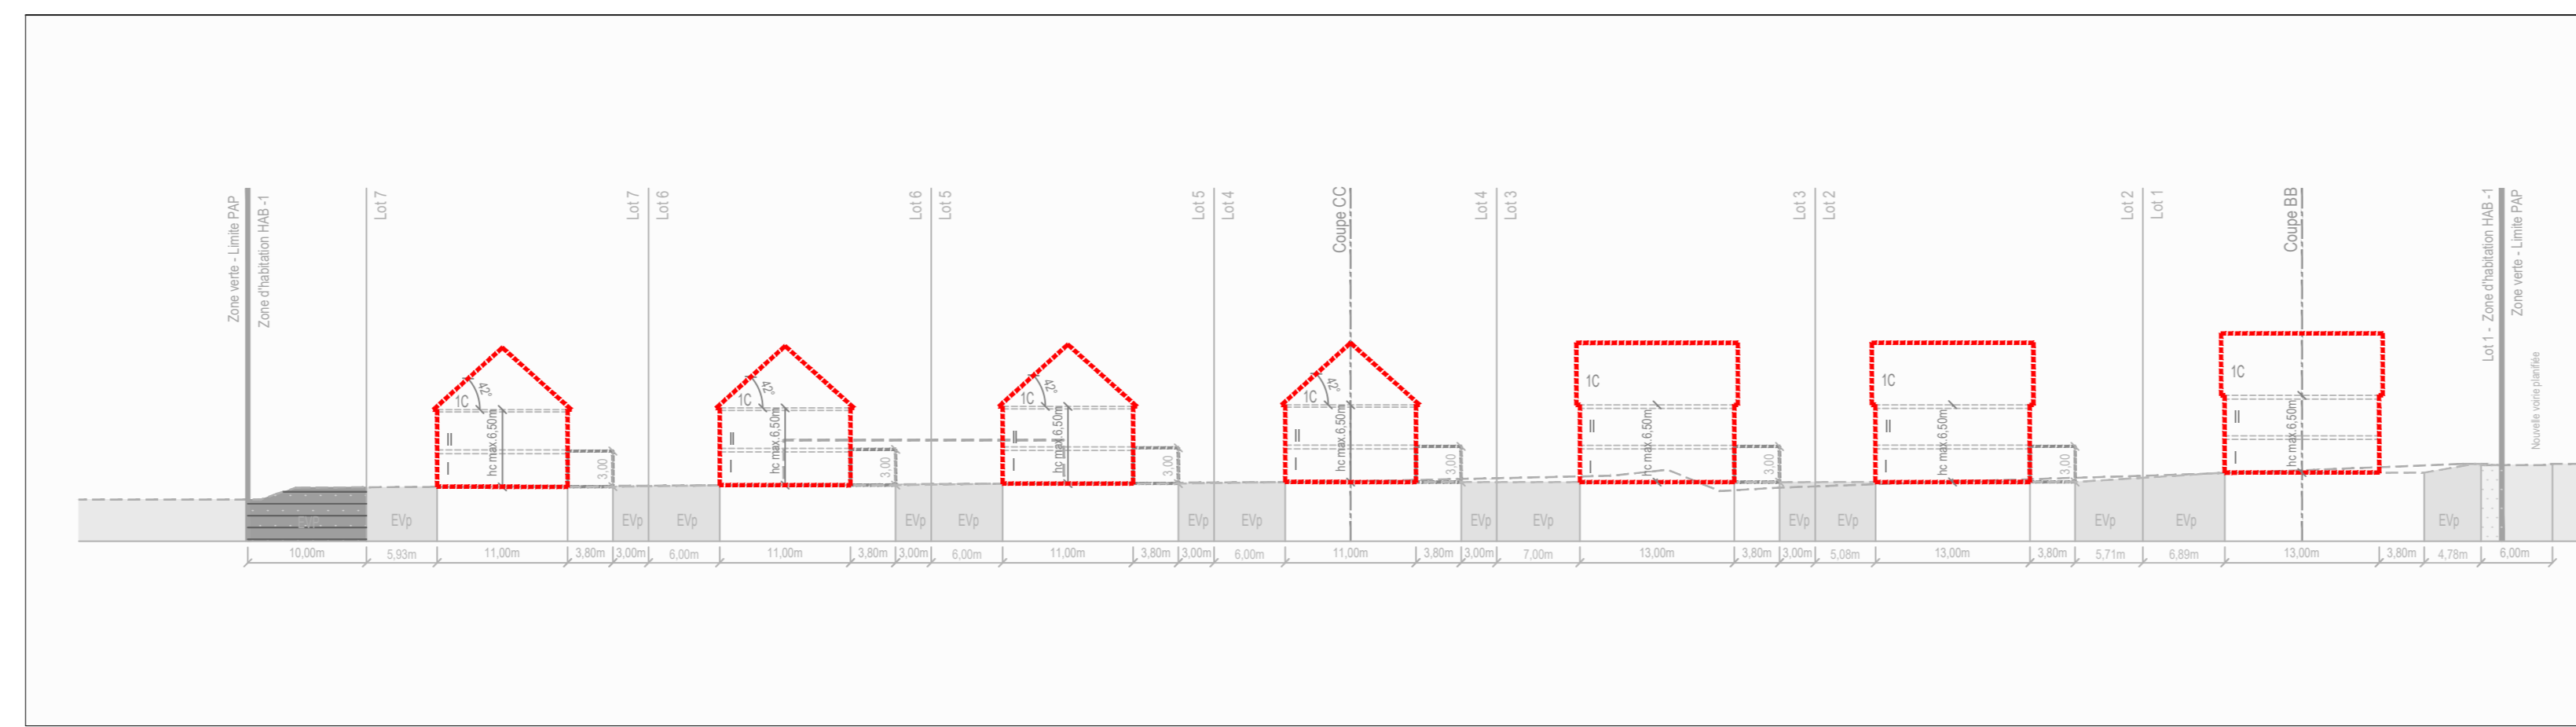 Zone verte - Limite PAP
Zone d'habitation HAB -1
Lot 7
Lot 7
Lot 6
Lot 6
Lot 5
Lot 5
Lot 4
Coupe CC
Lot 4
Lot 3
Lot 3
Lot 2
Lot 2
Lot 1
Coupe BB
Lot 1 - Zone d'habitation HAB -1
Zone verte - Limite PAP
Nouvelle voirie planifiée
42°
1C
II
I
hc max.6,50m
3,00
42°
1C
II
I
hc max.6,50m
3,00
42°
1C
II
I
hc max.6,50m
3,00
42°
1C
II
I
hc max.6,50m
3,00
1C
II
I
hc max.6,50m
3,00
1C
II
I
hc max.6,50m
3,00
1C
II
I
hc max.6,50m
EVP EVp EVp EVp EVp EVp EVp EVp EVp EVp EVp EVp EVp EVp EVp
10,00m 5,93m 11,00m 3,80m 3,00m 6,00m 11,00m 3,80m 3,00m 6,00m 11,00m 3,80m 3,00m 6,00m 11,00m 3,80m 3,00m 7,00m 13,00m 3,80m 3,00m 5,08m 13,00m 3,80m 5,71m 6,89m 13,00m 3,80m 4,78m 6,00m